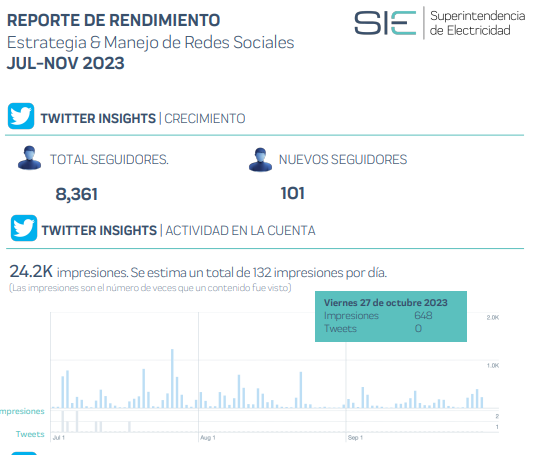 REPORTE DE RENDIMIENTO
Estrategia & Manejo de Redes Sociales
JUL-NOV 2023
SIE
Superintendencia
de Electricidad
TWITTER INSIGHTS | CRECIMIENTO
TOTAL SEGUIDORES.
NUEVOS SEGUIDORES
8,361
101
TWITTER INSIGHTS | ACTIVIDAD EN LA CUENTA
24.2K impresiones. Se estima un total de 132 impresiones por día.
(Las impresiones son el número de veces que un contenido fue visto)
Viernes 27 de octubre 2023
Impresiones 648
Tweets 0
2.0K
1.0K
mpresiones
2
Tweets
1
Jul 1
Aug 1
Sep 1